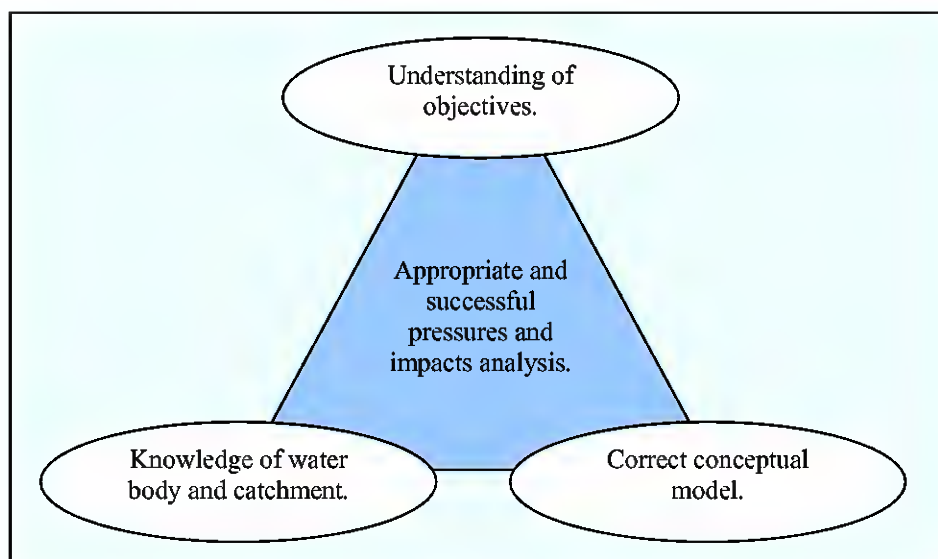 Understanding of
objectives.
Appropriate and
successful
pressures and
impacts analysis.
Knowledge of water
body and catchment.
Correct conceptual
model.